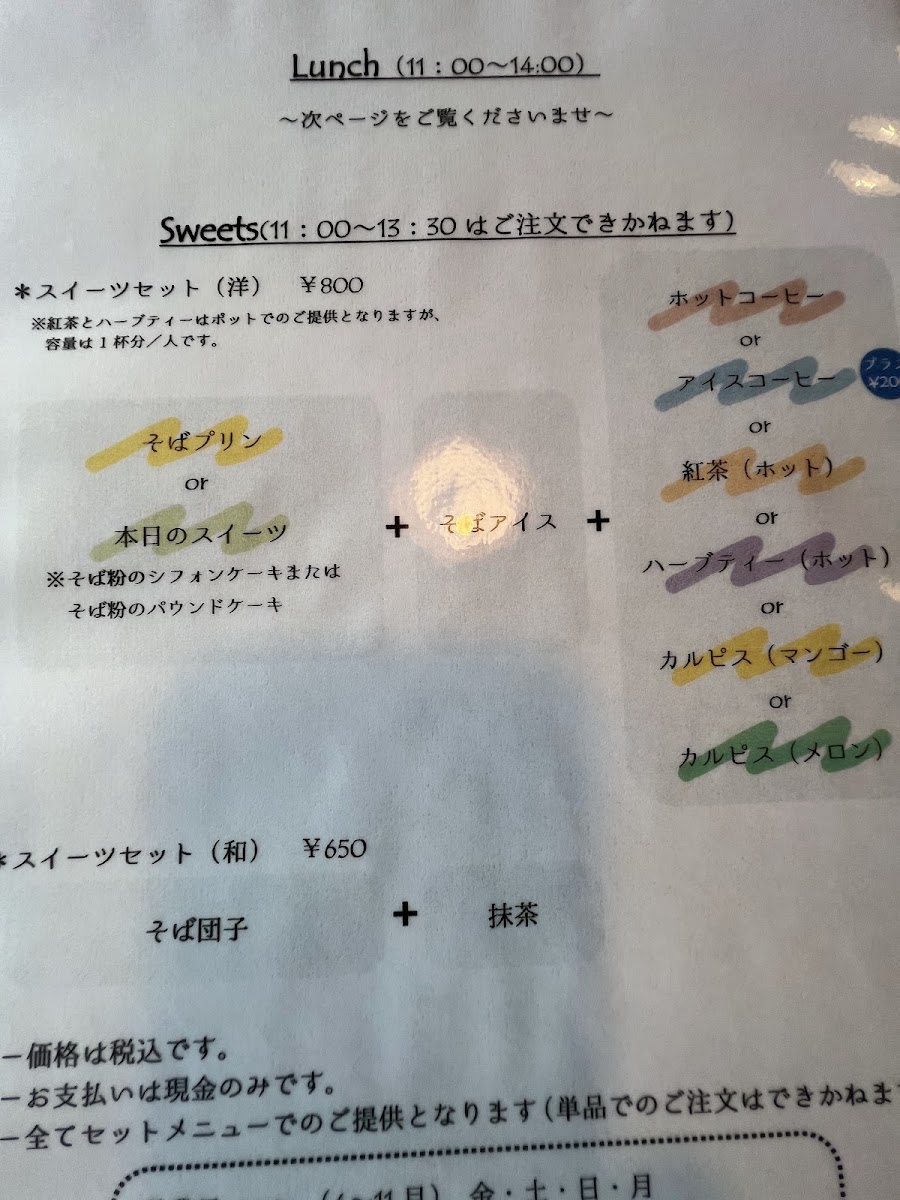 Lunch（11：00～14:00）
～次ページをご覧くださいませ～
Sweets(11：00～13：30 はご注文できかねます)
＊スイーツセット（洋）　￥800
※紅茶とハーブティーはポットでのご提供となりますが、
容量は1杯分／人です。
そばプリン
or
本日のスイーツ
※そば粉のシフォンケーキまたは
そば粉のパウンドケーキ
+
そばアイス
+
ホットコーヒー
or
アイスコーヒー
プラ
¥20
or
紅茶（ホット）
or
ハーブティー（ホット）
or
カルピス（マンゴー）
or
カルピス（メロン）
＊スイーツセット（和）　￥650
そば団子
+
抹茶
－価格は税込です。
－お支払いは現金のみです。
－全てセットメニューでのご提供となります（単品でのご注文はできかねま
11月）　金・土・日・月